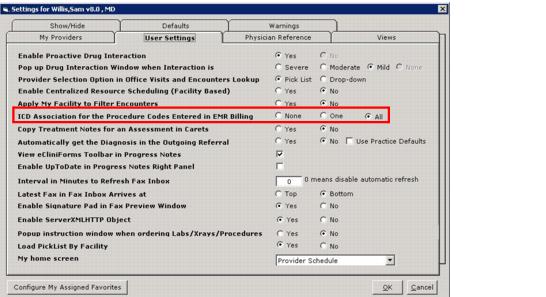 Settings for Willis,Sam v8.0 , MD
Show/Hide Defaults Warnings
My Providers User Settings Physician Reference Views
Enable Proactive Drug Interaction Yes No
Pop up Drug Interaction Window when Interaction is Severe Moderate Mild None
Provider Selection Option in Office Visits and Encounters Lookup Pick List Drop-down
Enable Centralized Resource Scheduling (Facility Based) Yes No
Apply My Facility to Filter Encounters Yes No
ICD Association for the Procedure Codes Entered in EMR Billing None One All
Copy Treatment Notes for an Assessment in Carets Yes No
Automatically get the Diagnosis in the Outgoing Referral Yes No Use Practice Defaults
View eCliniForms Toolbar in Progress Notes
Enable UpToDate in Progress Notes Right Panel
Interval in Minutes to Refresh Fax Inbox 0 0 means disable automatic refresh
Latest Fax in Fax Inbox Arrives at Top Bottom
Enable Signature Pad in Fax Preview Window Yes No
Enable ServerXMLHTTP Object Yes No
Popup instruction window when ordering Labs/Xrays/Procedures Yes No
Load PickList By Facility Yes No
My home screen Provider Schedule
Configure My Assigned Favorites OK Cancel